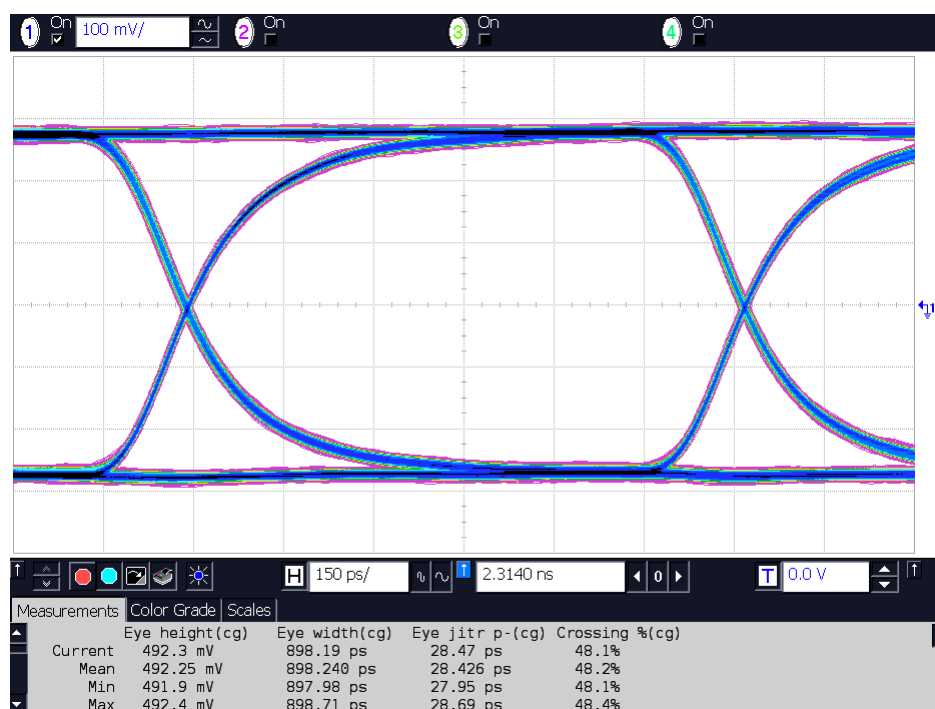 1 On 100 mV/ 2 On 3 On 4 On
1
H 150 ps/ 2.3140 ns 0 T 0.0 V
Measurements Color Grade Scales
Eye height(cg) Eye width(cg) Eye jitr p-(cg) Crossing %(cg)
Current 492.3 mV 898.19 ps 28.47 ps 48.1%
Mean 492.25 mV 898.240 ps 28.426 ps 48.2%
Min 491.9 mV 897.98 ps 27.95 ps 48.1%
Max 492.4 mV 898.71 ps 28.69 ps 48.4%